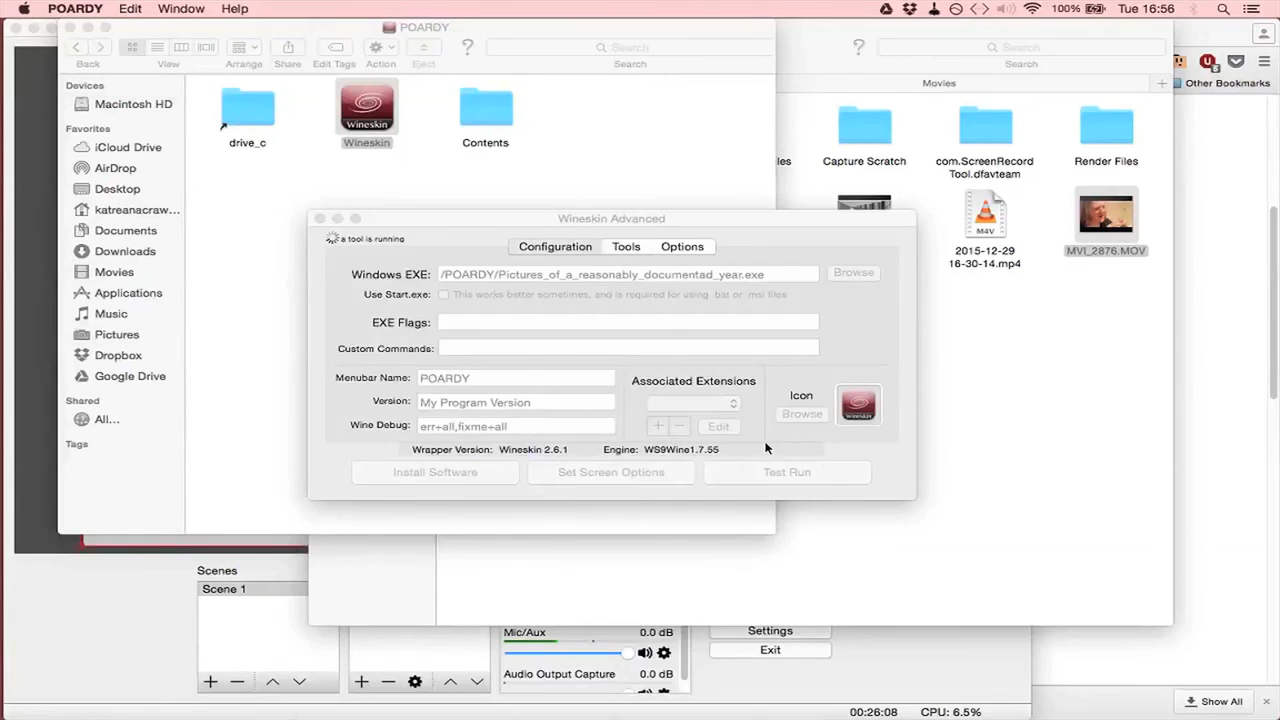 POARDY Edit Window Help 100% Tue 16:56
POARDY
Search
Back View Arrange Share Edit Tags Action Eject Search
Search
Search
Other Bookmarks
Movies
Devices
Macintosh HD
Favorites
iCloud Drive
AirDrop
Desktop
katreanacraw...
Documents
Downloads
Movies
Applications
Music
Pictures
Dropbox
Google Drive
Shared
All...
Tags
Wineskin
drive_c
Wineskin
Contents
les
Capture Scratch
com.ScreenRecord
Tool.dfavteam
Render Files
M4V
2015-12-29
16-30-14.mp4
MVI_2876.MOV
Wineskin Advanced
a tool is running
Configuration Tools Options
Windows EXE: /POARDY/Pictures_of_a_reasonably_documentad_year.exe Browse
Use Start.exe: This works better sometimes, and is required for using .bat or .msi files
EXE Flags:
Custom Commands:
Menubar Name: POARDY
Version: My Program Version
Wine Debug: err+all,fixme+all
Associated Extensions
+ − Edit
Icon
Browse
Wineskin
Wrapper Version: Wineskin 2.6.1 Engine: WS9Wine1.7.55
Install Software Set Screen Options Test Run
Scenes
Scene 1
Mic/Aux 0.0 dB
Audio Output Capture 0.0 dB
Settings
Exit
00:26:08 CPU: 6.5%
Show All